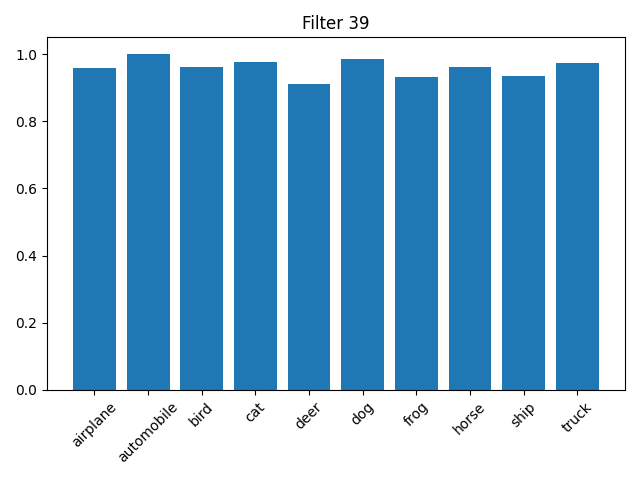 Filter 39
1.0
0.8
0.6
0.4
0.2
0.0
airplane
automobile
bird
cat
deer
dog
frog
horse
ship
truck